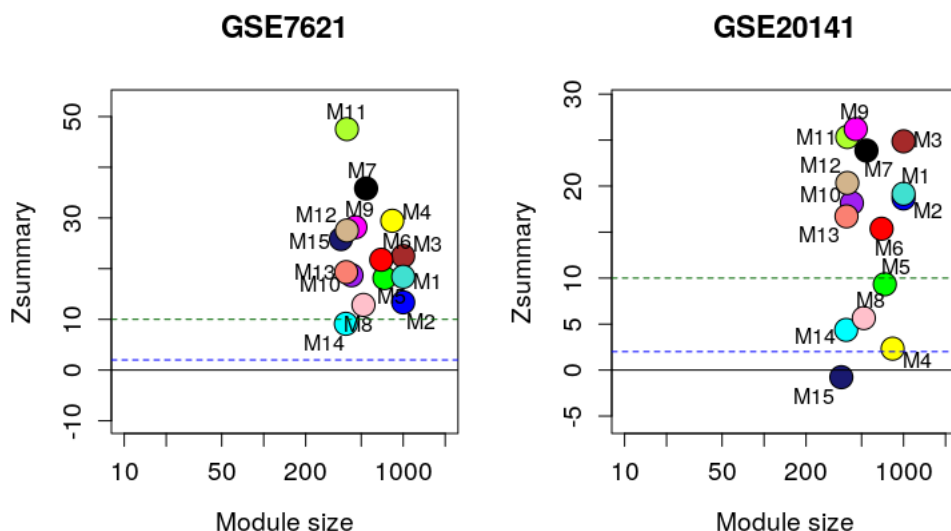 GSE7621
Zsummary
50
30
10
0
-10
M11
M7
M12
M9
M4
M15
M6
M3
M13
M10
M1
M5
M8
M2
M14
10
50
200
1000
Module size
GSE20141
Zsummary
30
20
10
5
0
-5
M9
M11
M3
M7
M12
M1
M10
M2
M13
M6
M5
M8
M14
M4
M15
10
50
200
1000
Module size